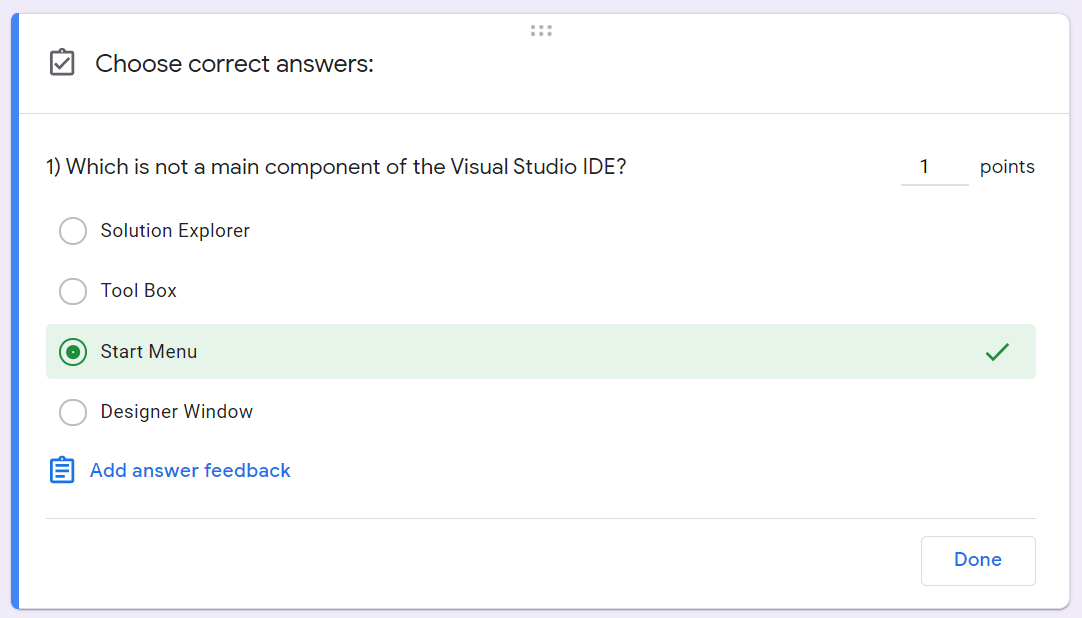 Choose correct answers:
1) Which is not a main component of the Visual Studio IDE?
1 points
Solution Explorer
Tool Box
Start Menu
Designer Window
Add answer feedback
Done